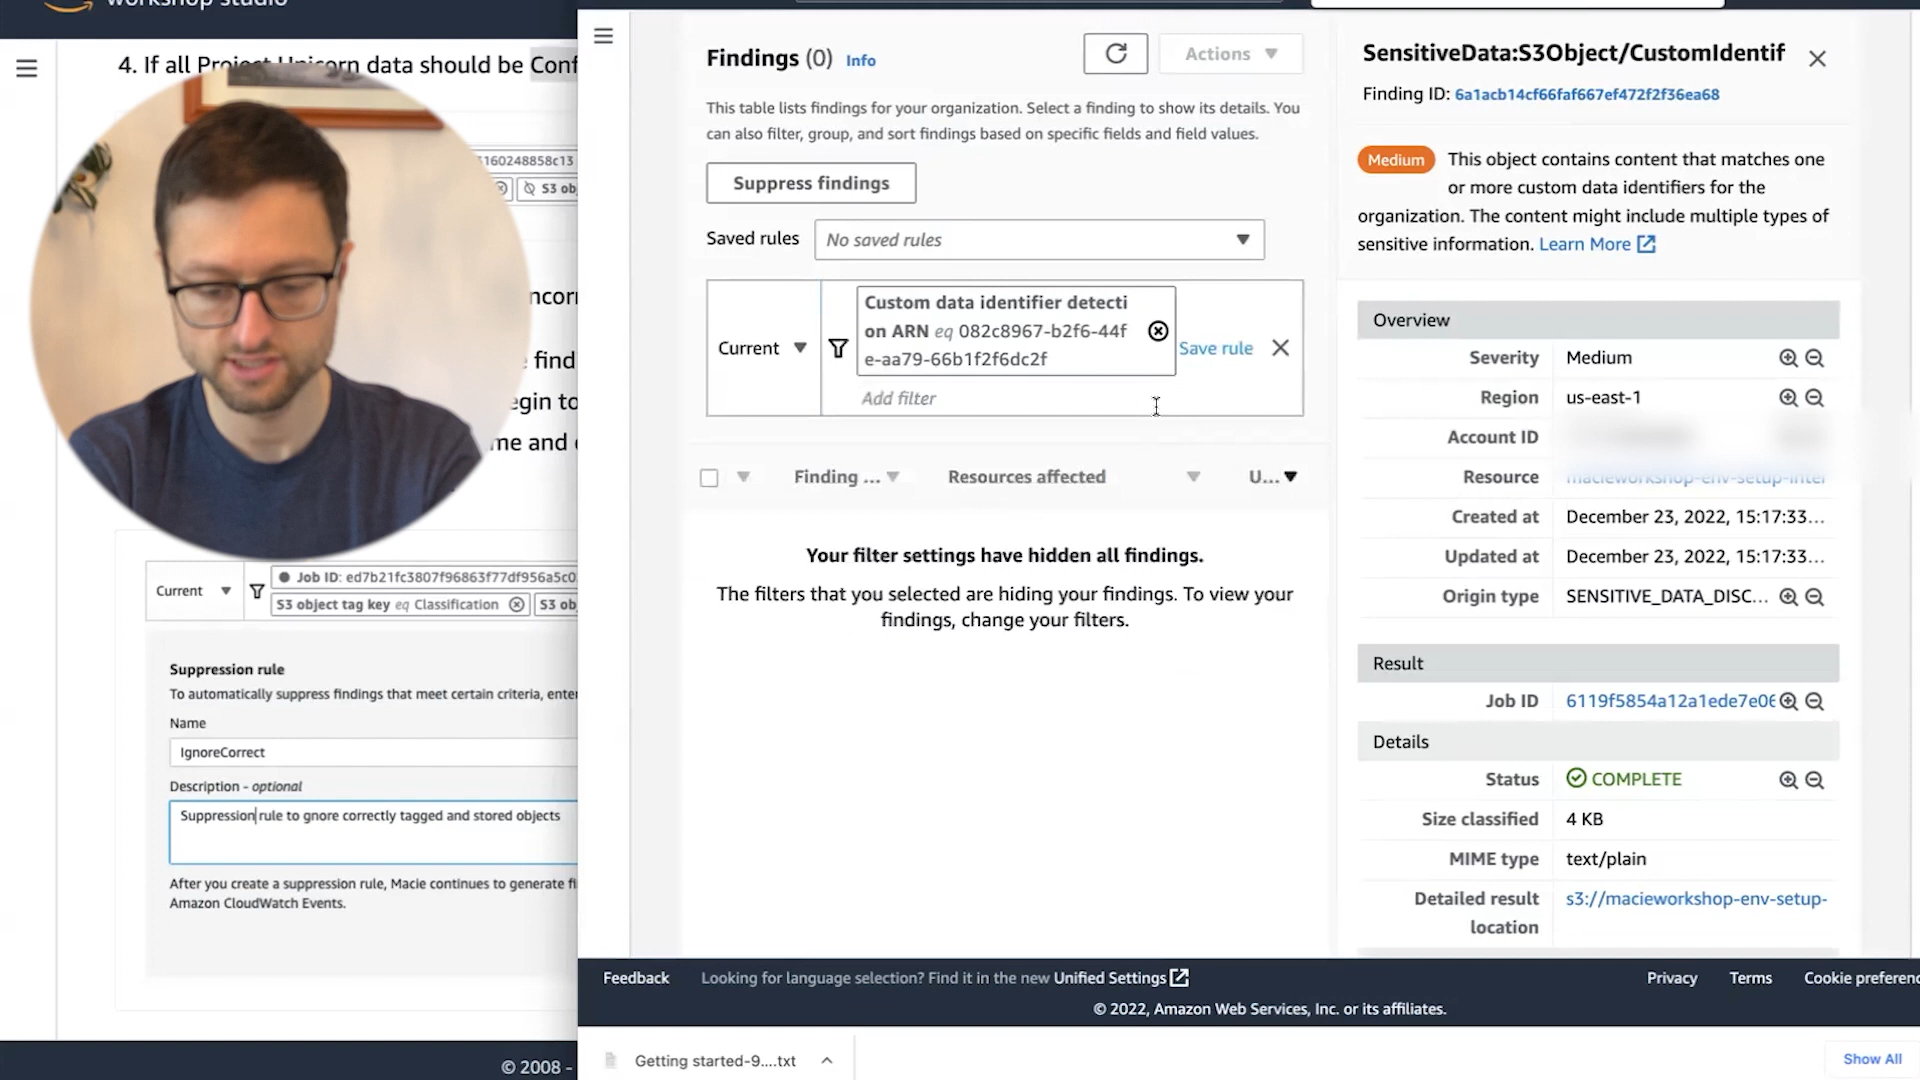 workshop studio
4. If all Project Unicorn data should be Conf
160248858c13
S3 ob
ncorn
find
egin to
me and
Current
Job ID: ed7b21fc3807f96863f77df956a5c0
S3 object tag key eq Classification
S3 ob
Suppression rule
To automatically suppress findings that meet certain criteria, enter
Name
IgnoreCorrect
Description - optional
Suppression rule to gnore correctly tagged and stored objects
After you create a suppression rule, Macie continues to generate fi
Amazon CloudWatch Events.
© 2008 -
Findings (0) Info
Actions
This table lists findings for your organization. Select a finding to show its details. You
can also filter, group, and sort findings based on specific fields and field values.
Suppress findings
Saved rules
No saved rules
Current
Custom data identifier detecti
on ARN eq 082c8967-b2f6-44f
e-aa79-66b1f2f6dc2f
Save rule
Add filter
Finding ...
Resources affected
U...
Your filter settings have hidden all findings.
The filters that you selected are hiding your findings. To view your
findings, change your filters.
SensitiveData:S3Object/CustomIdentif
Finding ID: 6a1acb14cf66faf667ef472f2f36ea68
Medium This object contains content that matches one
or more custom data identifiers for the
organization. The content might include multiple types of
sensitive information. Learn More
Overview
Severity Medium
Region us-east-1
Account ID
Resource macieworkshop-env-setup-inter
Created at December 23, 2022, 15:17:33...
Updated at December 23, 2022, 15:17:33...
Origin type SENSITIVE_DATA_DISC...
Result
Job ID 6119f5854a12a1ede7e06
Details
Status COMPLETE
Size classified 4 KB
MIME type text/plain
Detailed result s3://macieworkshop-env-setup-
location
Feedback Looking for language selection? Find it in the new Unified Settings
Privacy Terms Cookie preferenc
© 2022, Amazon Web Services, Inc. or its affiliates.
Getting started-9....txt
Show All